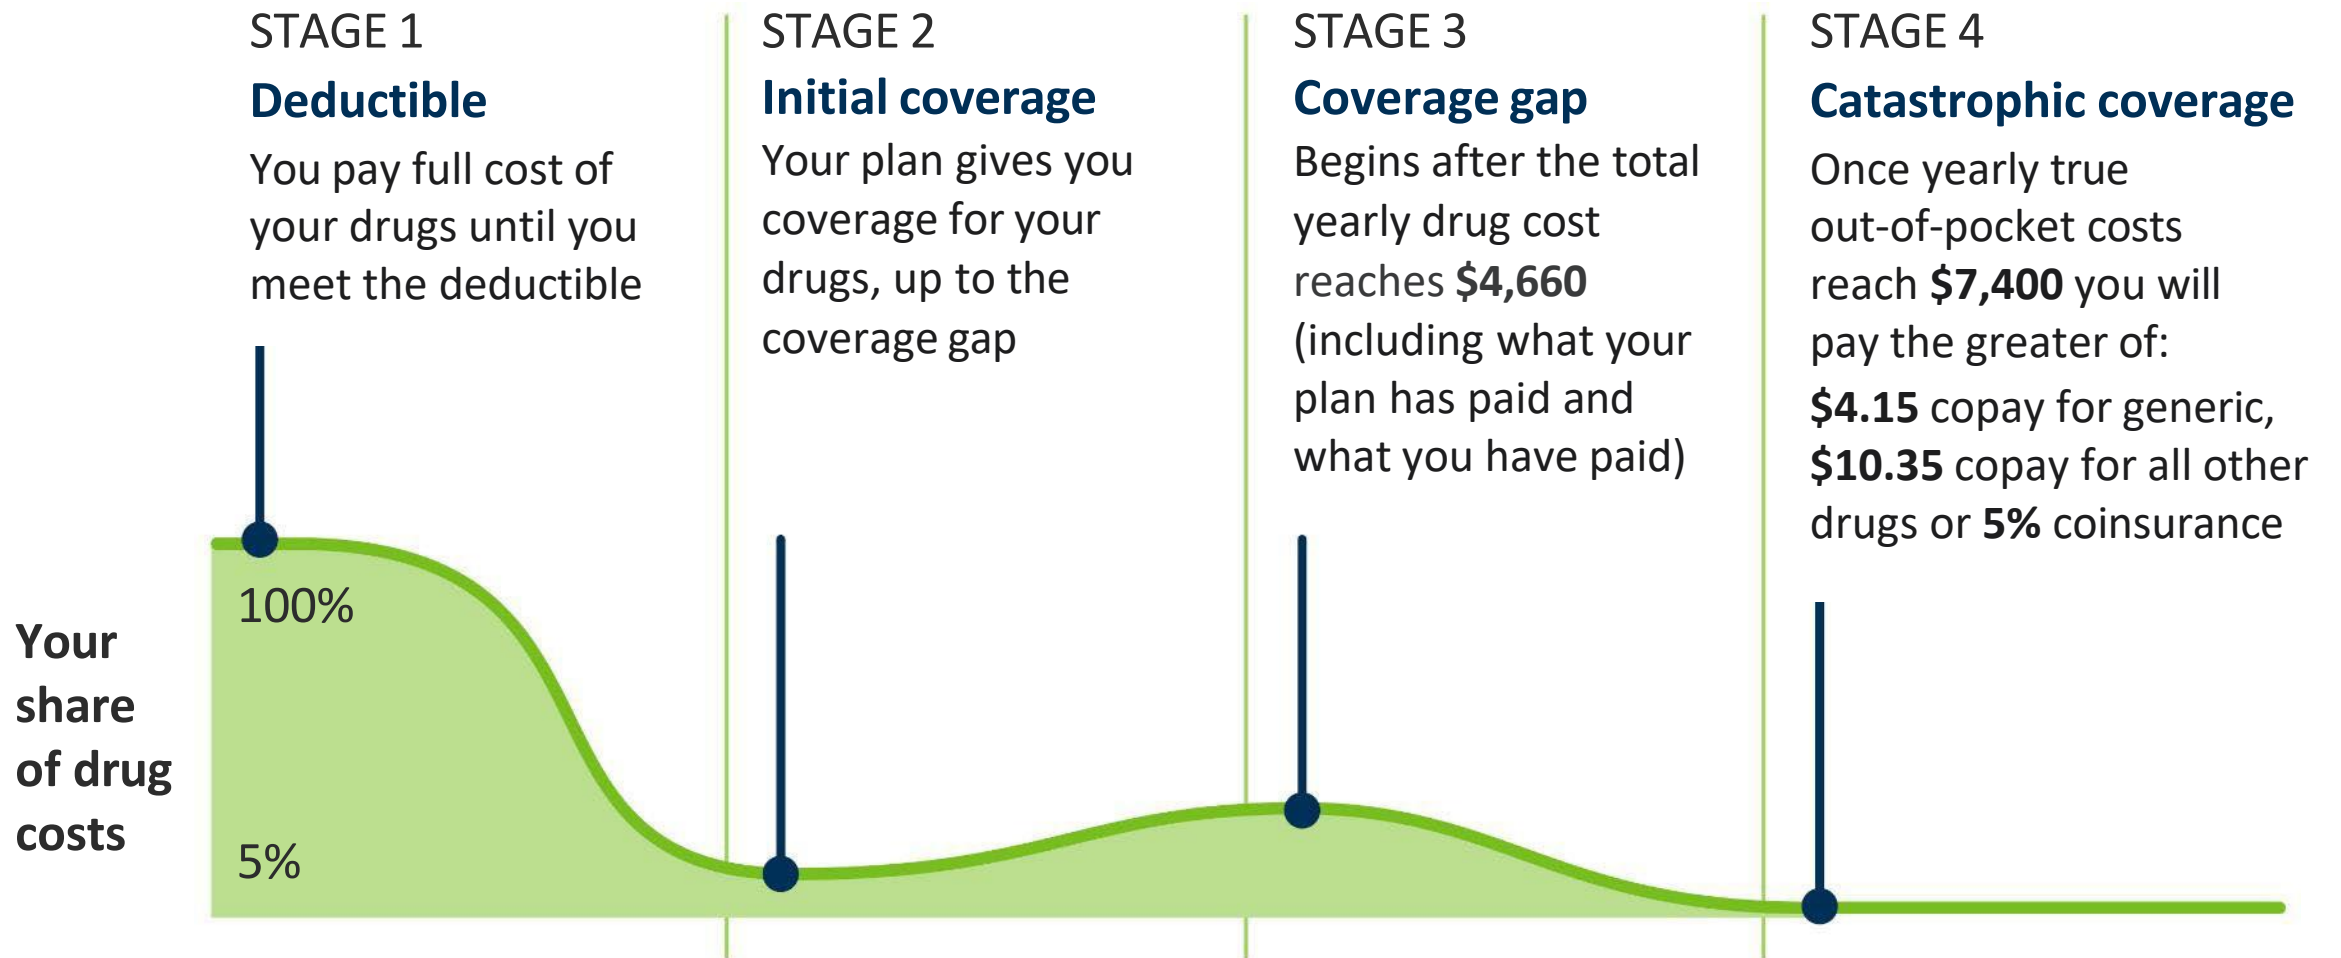 STAGE 1
Deductible
You pay full cost of
your drugs until you
meet the deductible
STAGE 2
Initial coverage
Your plan gives you
coverage for your
drugs, up to the
coverage gap
STAGE 3
Coverage gap
Begins after the total
yearly drug cost
reaches $4,660
(including what your
plan has paid and
what you have paid)
STAGE 4
Catastrophic coverage
Once yearly true
out-of-pocket costs
reach $7,400 you will
pay the greater of:
$4.15 copay for generic,
$10.35 copay for all other
drugs or 5% coinsurance
Your
share
of drug
costs
100%
5%